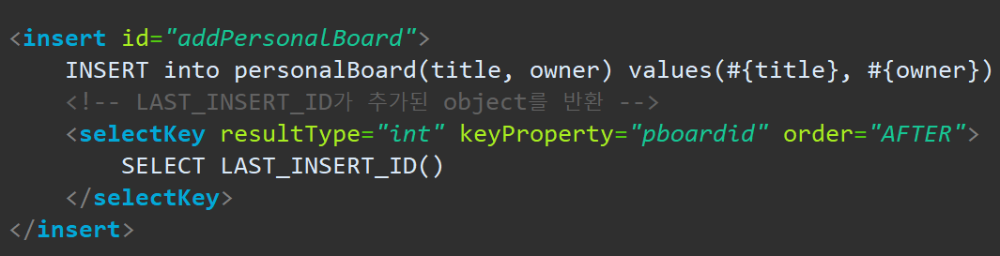 <insert id="addPersonalBoard">
    INSERT into personalBoard(title, owner) values(#{title}, #{owner})
    <!-- LAST_INSERT_ID가 추가된 object를 반환 -->
    <selectKey resultType="int" keyProperty="pboardid" order="AFTER">
        SELECT LAST_INSERT_ID()
    </selectKey>
</insert>